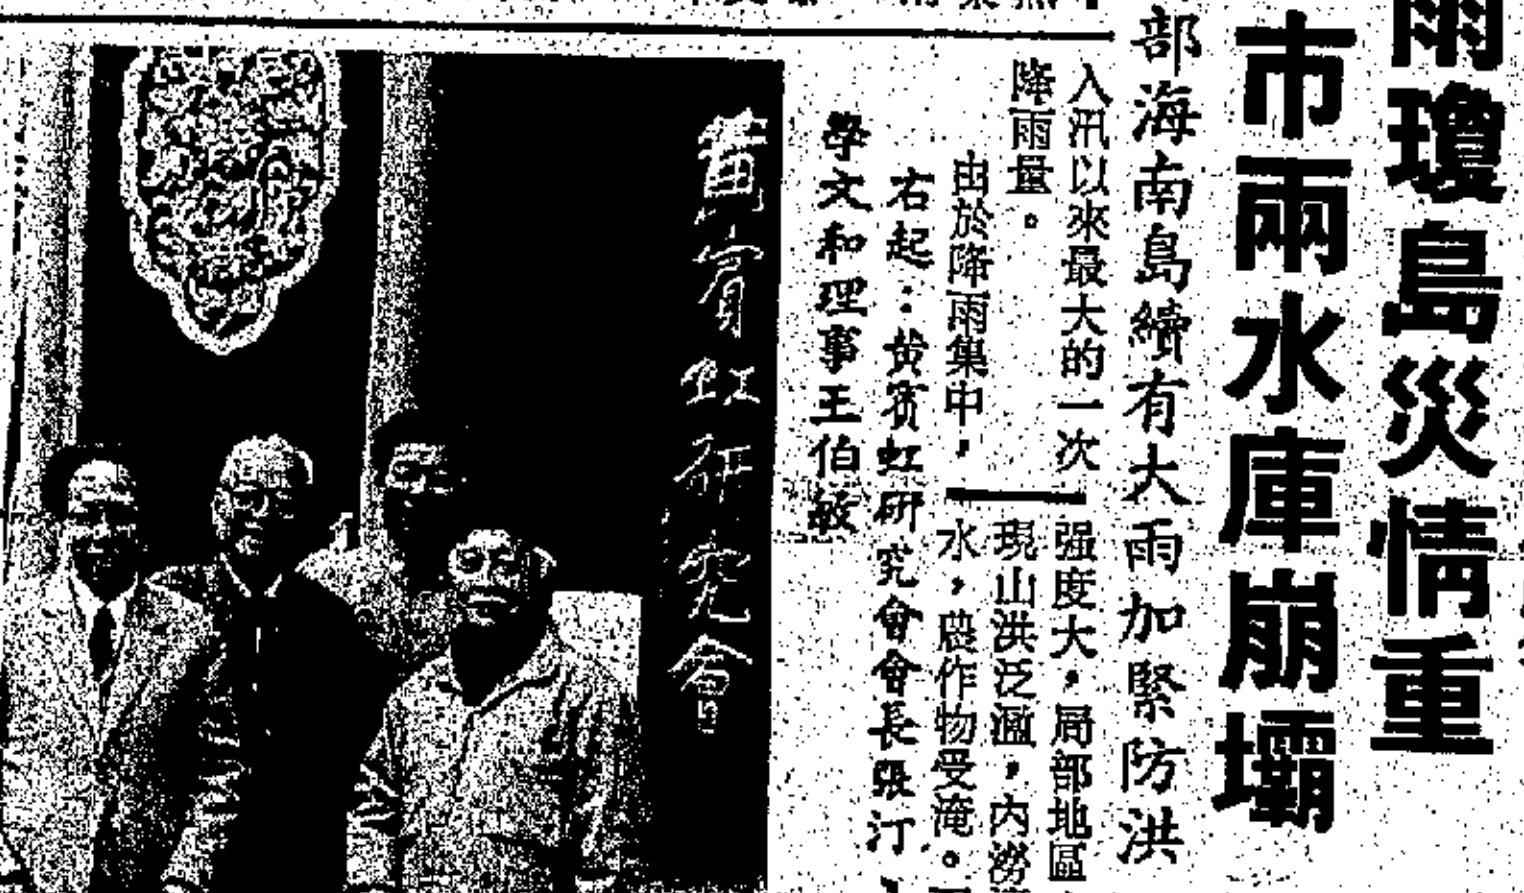 雨瓊島災情重
市兩水庫崩壩
部海南島續有大雨加緊防洪
入汛以來最大的一次
降雨量。
由於降雨集中，
强度大，局部地區
現山洪泛濫，內澇
水，農作物受淹。
右起：黃賓虹研究會會長張仃、
學文和理事王伯敏
黃賓虹研究會